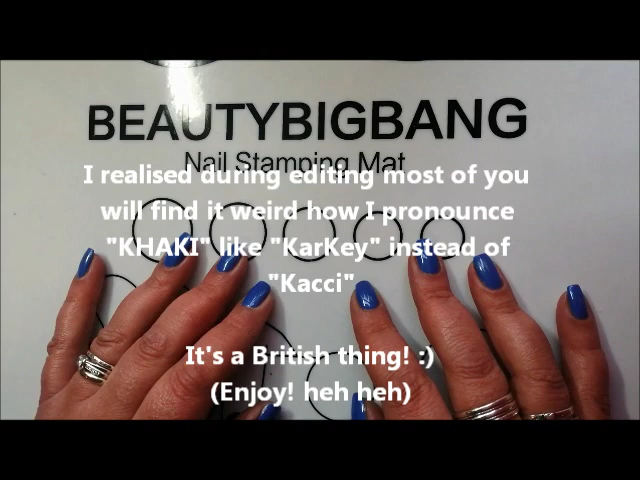 BEAUTYBIGBANG
Nail Stamping Mat
I realised during editing most of you
will find it weird how I pronounce
"KHAKI" like "KarKey" instead of
"Kacci"
It's a British thing! :)
(Enjoy! heh heh)